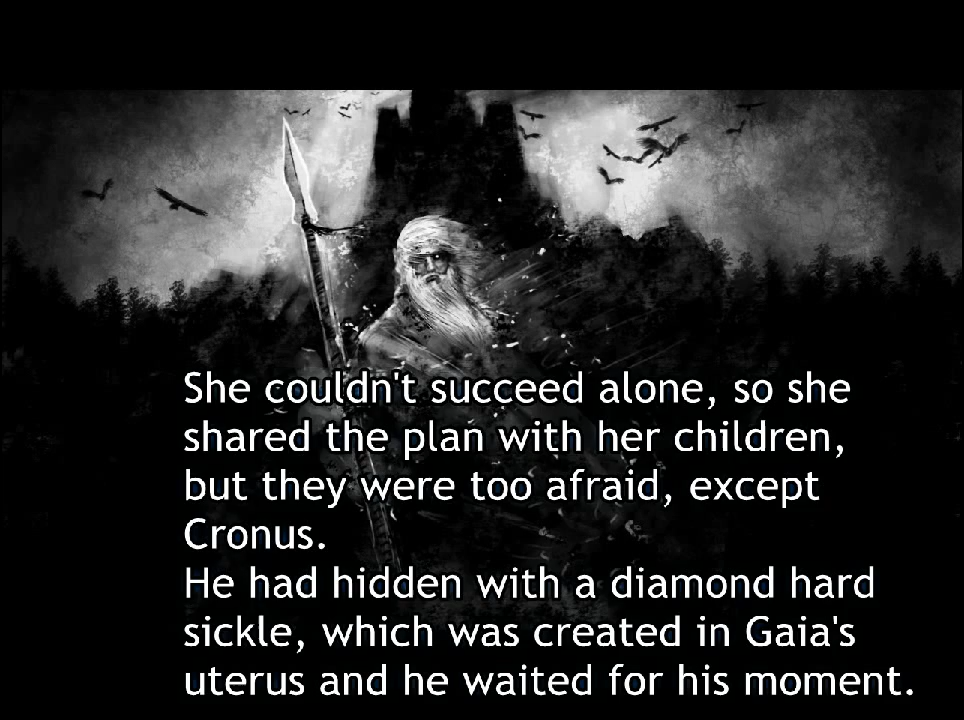 She couldn't succeed alone, so she
shared the plan with her children,
but they were too afraid, except
Cronus.
He had hidden with a diamond hard
sickle, which was created in Gaia's
uterus and he waited for his moment.